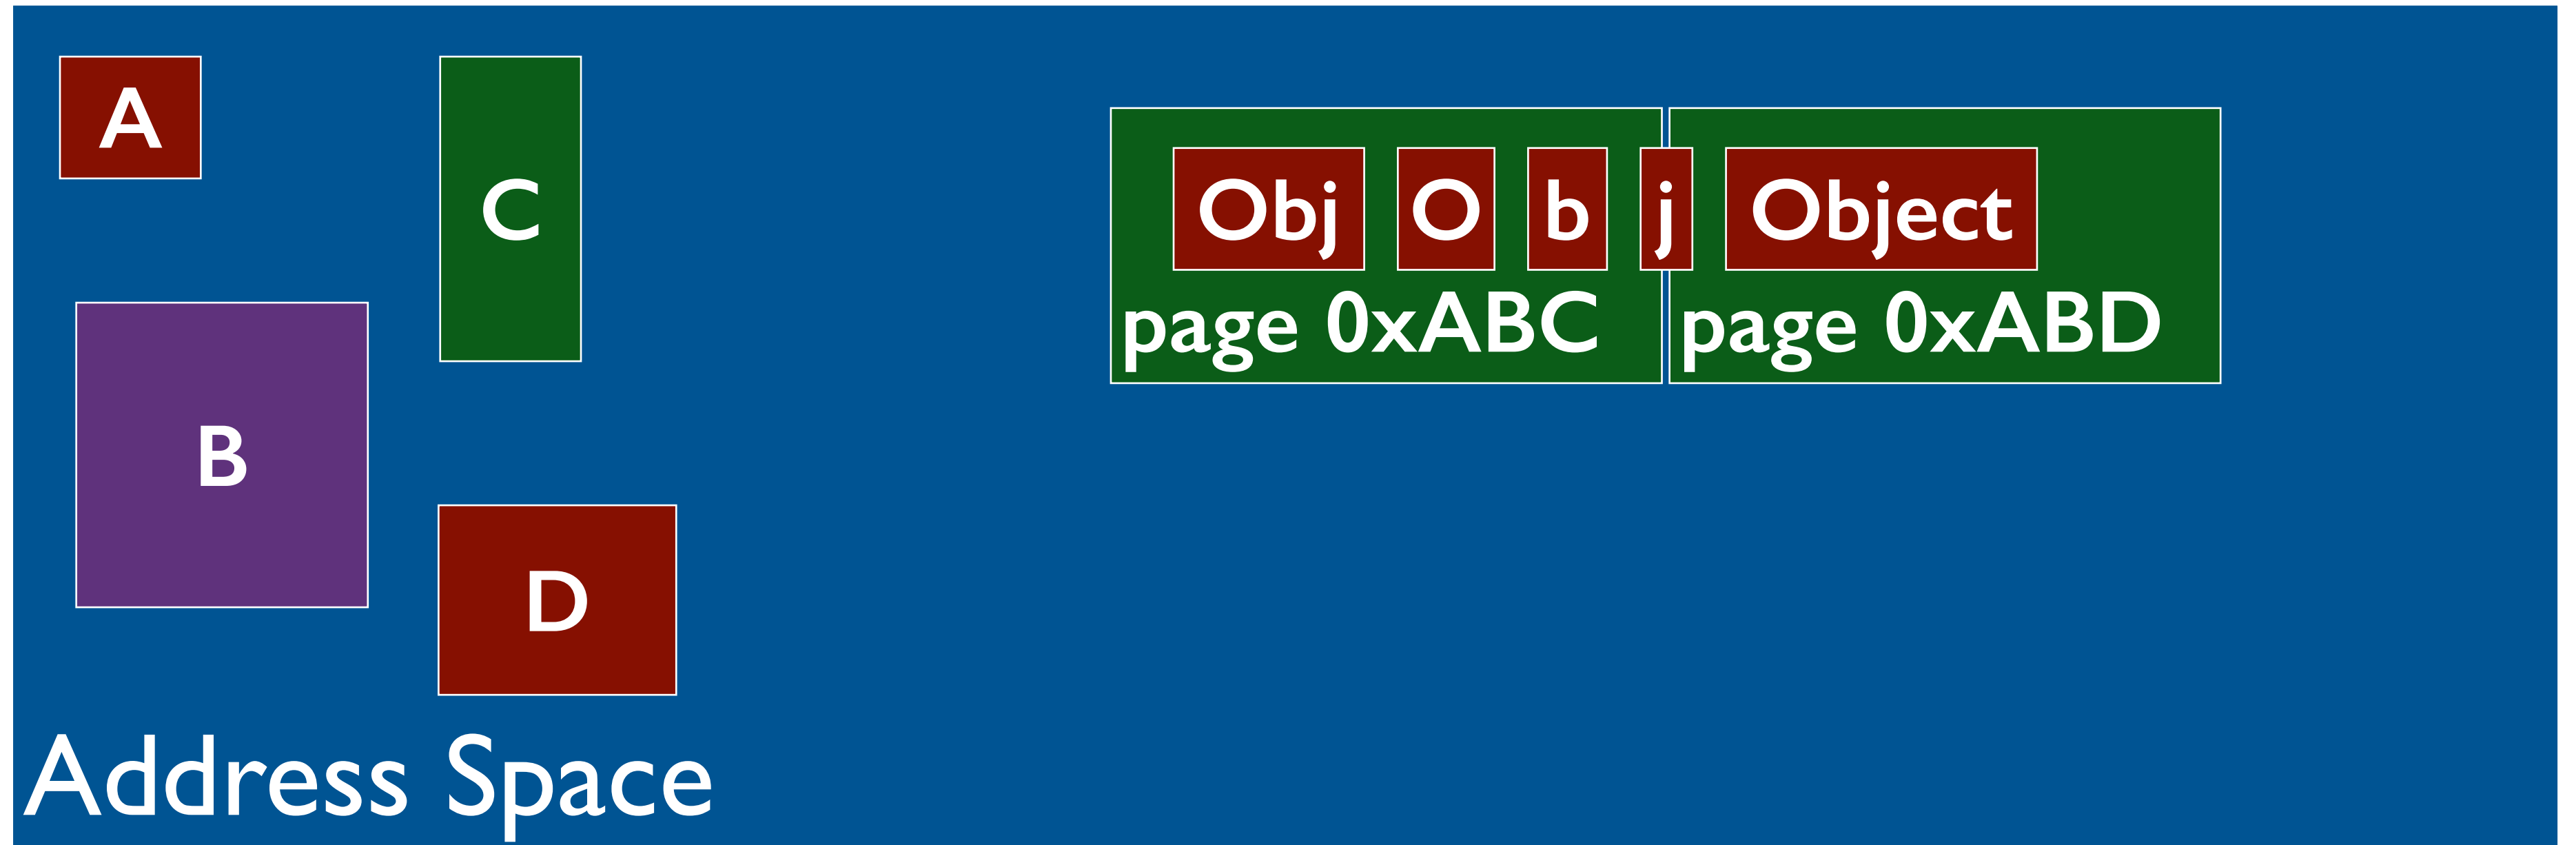 A
C
B
D
Address Space
Obj O b j Object
page 0xABC page 0xABD